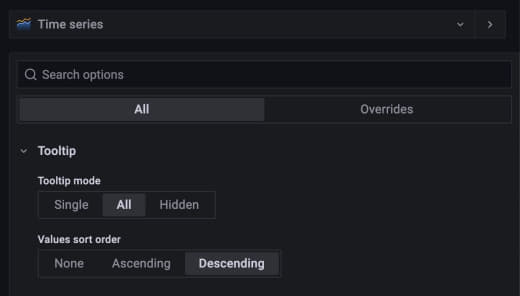 Time series
Search options
All Overrides
Tooltip
Tooltip mode
Single All Hidden
Values sort order
None Ascending Descending